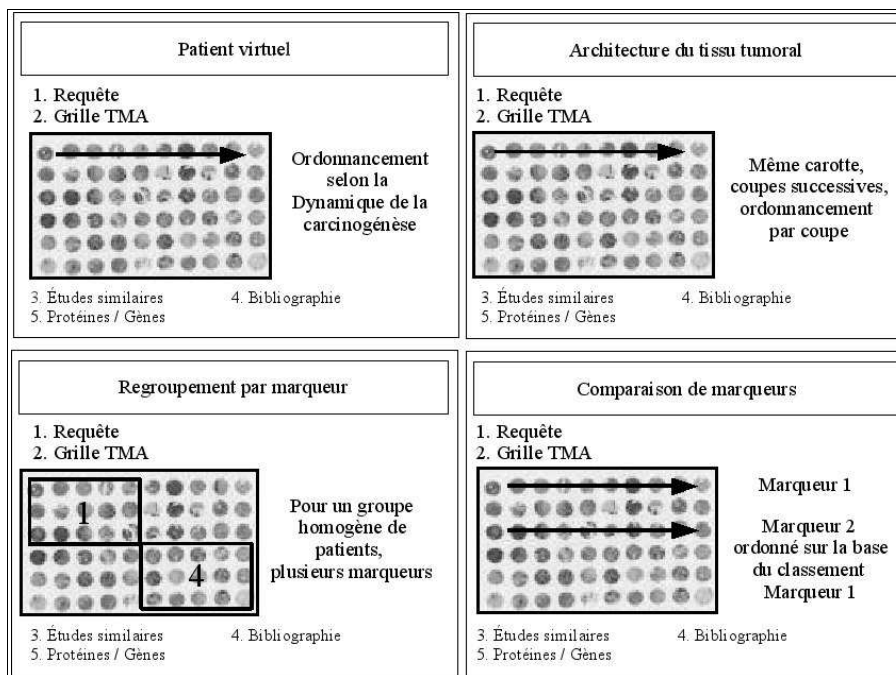 Patient virtuel
1. Requête
2. Grille TMA
Ordonnancement
selon la
Dynamique de la
carcinogénèse
3. Études similaires 4. Bibliographie
5. Protéines / Gènes
Architecture du tissu tumoral
1. Requête
2. Grille TMA
Même carotte,
coupes successives,
ordonnancement
par coupe
3. Études similaires 4. Bibliographie
5. Protéines / Gènes
Regroupement par marqueur
1. Requête
2. Grille TMA
1
4
Pour un groupe
homogène de
patients,
plusieurs marqueurs
3. Études similaires 4. Bibliographie
5. Protéines / Gènes
Comparaison de marqueurs
1. Requête
2. Grille TMA
Marqueur 1
Marqueur 2
ordonné sur la base
du classement
Marqueur 1
3. Études similaires 4. Bibliographie
5. Protéines / Gènes